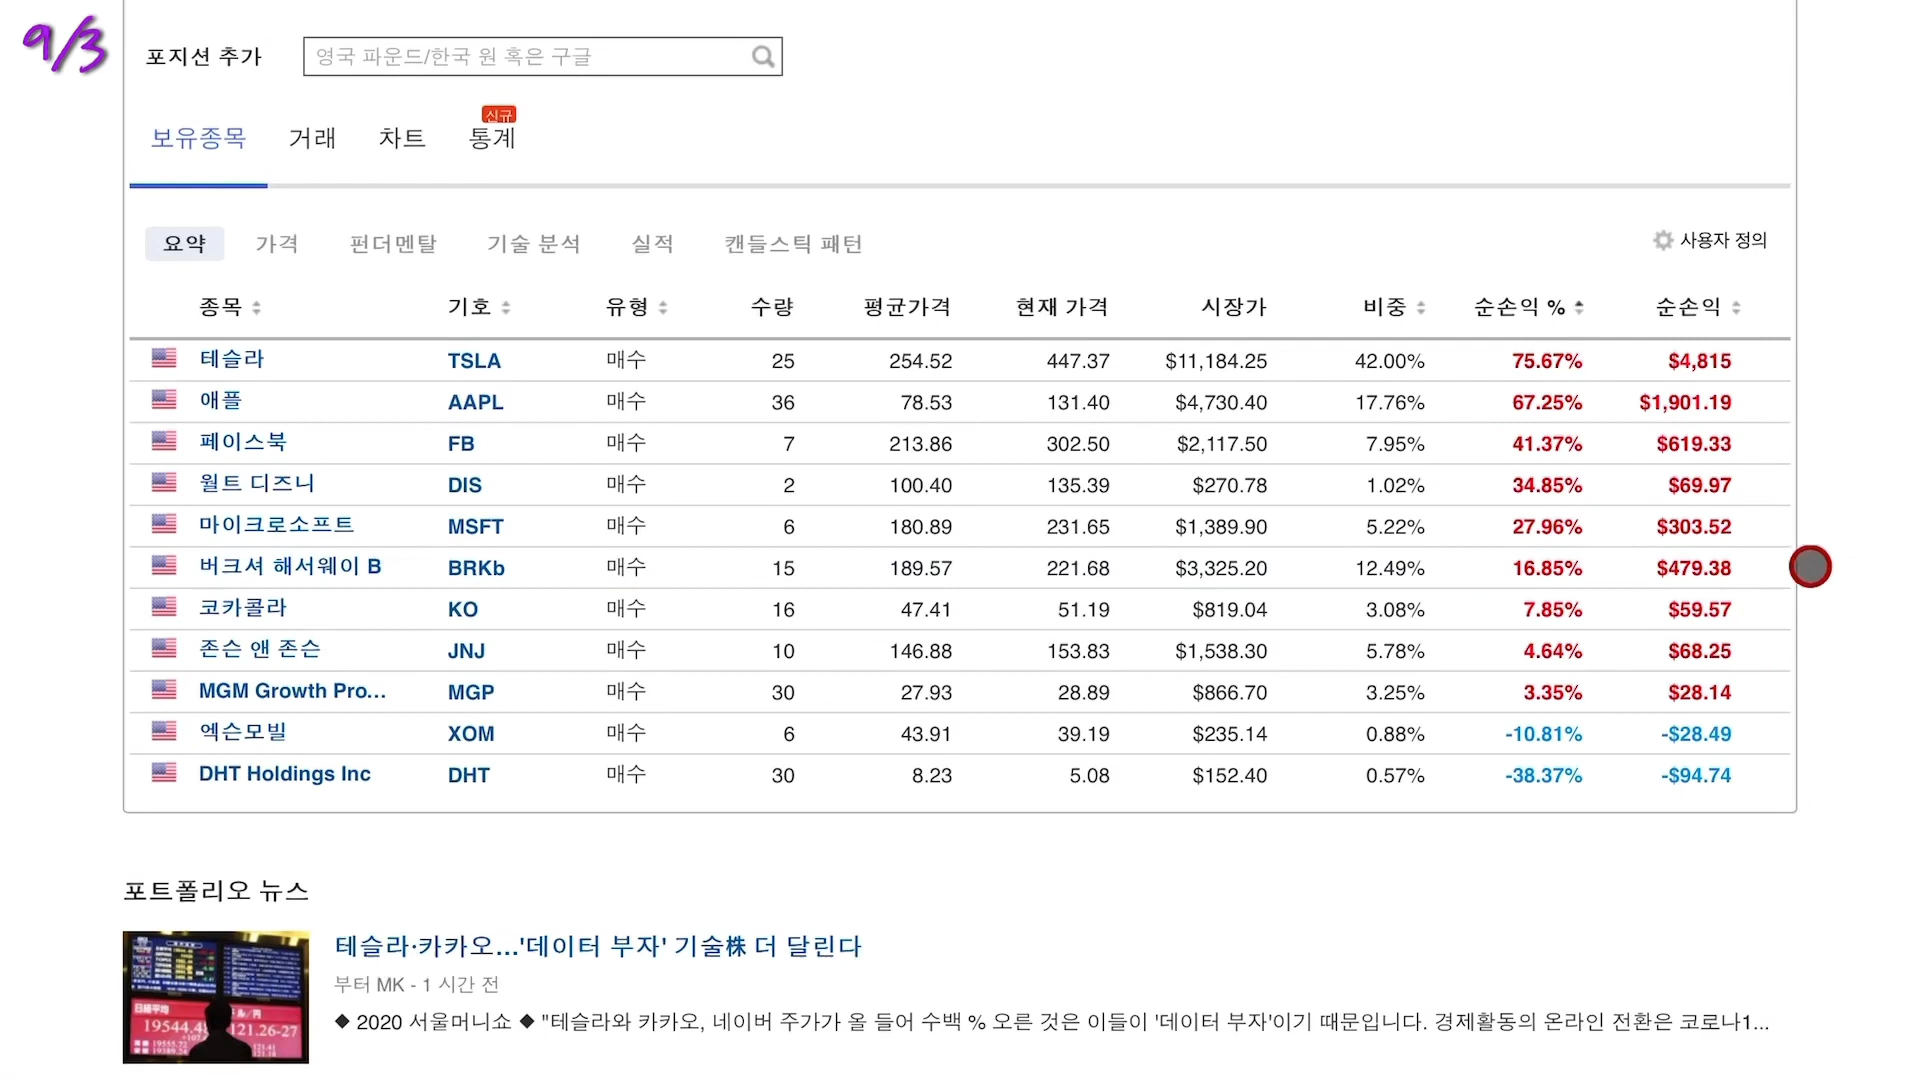 9/3
포지션 추가
영국 파운드/한국 원 혹은 구글
보유종목 거래 차트 통계 신규
요약 가격 펀더멘탈 기술 분석 실적 캔들스틱 패턴 사용자 정의
종목 기호 유형 수량 평균가격 현재 가격 시장가 비중 순손익 % 순손익
테슬라 TSLA 매수 25 254.52 447.37 $11,184.25 42.00% 75.67% $4,815
애플 AAPL 매수 36 78.53 131.40 $4,730.40 17.76% 67.25% $1,901.19
페이스북 FB 매수 7 213.86 302.50 $2,117.50 7.95% 41.37% $619.33
월트 디즈니 DIS 매수 2 100.40 135.39 $270.78 1.02% 34.85% $69.97
마이크로소프트 MSFT 매수 6 180.89 231.65 $1,389.90 5.22% 27.96% $303.52
버크셔 해서웨이 B BRKb 매수 15 189.57 221.68 $3,325.20 12.49% 16.85% $479.38
코카콜라 KO 매수 16 47.41 51.19 $819.04 3.08% 7.85% $59.57
존슨 앤 존슨 JNJ 매수 10 146.88 153.83 $1,538.30 5.78% 4.64% $68.25
MGM Growth Pro... MGP 매수 30 27.93 28.89 $866.70 3.25% 3.35% $28.14
엑슨모빌 XOM 매수 6 43.91 39.19 $235.14 0.88% -10.81% -$28.49
DHT Holdings Inc DHT 매수 30 8.23 5.08 $152.40 0.57% -38.37% -$94.74
포트폴리오 뉴스
테슬라·카카오...'데이터 부자' 기술株 더 달린다
부터 MK - 1 시간 전
◆ 2020 서울머니쇼 ◆ "테슬라와 카카오, 네이버 주가가 올 들어 수백 % 오른 것은 이들이 '데이터 부자'이기 때문입니다. 경제활동의 온라인 전환은 코로나1...
日経平均
19544.4
121.26-27